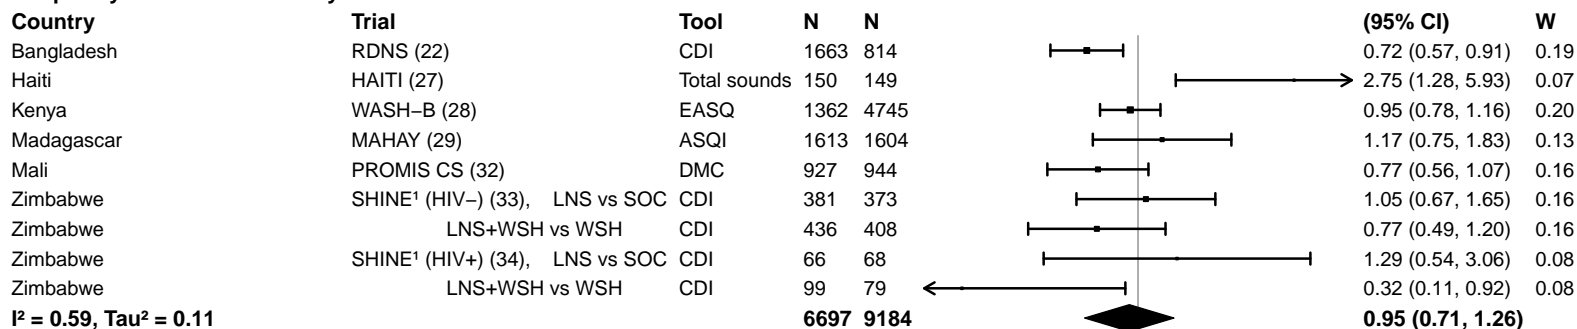 Country Trial Tool N N (95% CI) W
Bangladesh RDNS (22) CDI 1663 814 0.72 (0.57, 0.91) 0.19
Haiti HAITI (27) Total sounds 150 149 2.75 (1.28, 5.93) 0.07
Kenya WASH−B (28) EASQ 1362 4745 0.95 (0.78, 1.16) 0.20
Madagascar MAHAY (29) ASQI 1613 1604 1.17 (0.75, 1.83) 0.13
Mali PROMIS CS (32) DMC 927 944 0.77 (0.56, 1.07) 0.16
Zimbabwe SHINE¹ (HIV−) (33), LNS vs SOC CDI 381 373 1.05 (0.67, 1.65) 0.16
Zimbabwe LNS+WSH vs WSH CDI 436 408 0.77 (0.49, 1.20) 0.16
Zimbabwe SHINE¹ (HIV+) (34), LNS vs SOC CDI 66 68 1.29 (0.54, 3.06) 0.08
Zimbabwe LNS+WSH vs WSH CDI 99 79 0.32 (0.11, 0.92) 0.08
I² = 0.59, Tau² = 0.11 6697 9184 0.95 (0.71, 1.26)